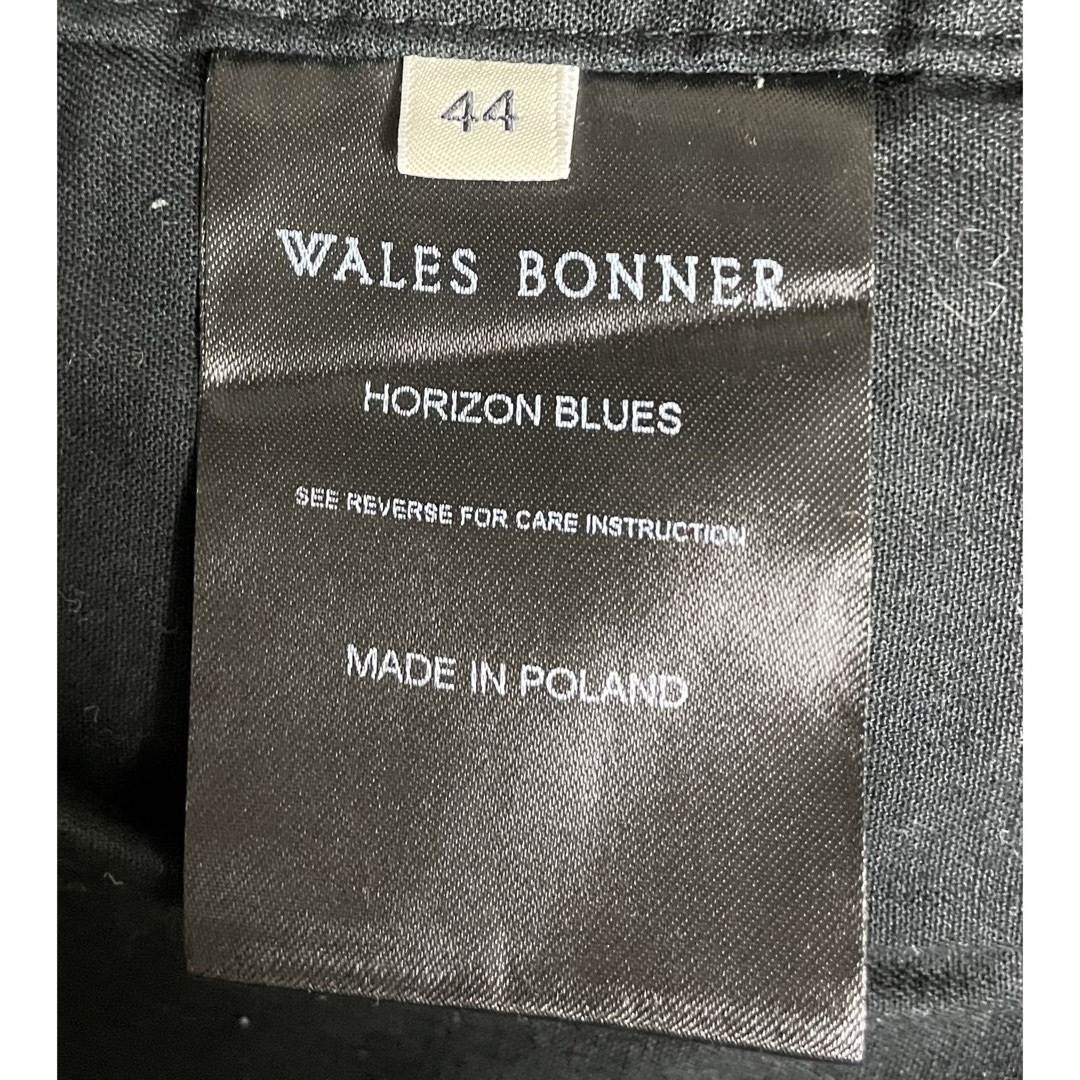 44
WALES BONNER
HORIZON BLUES
SEE REVERSE FOR CARE INSTRUCTION
MADE IN POLAND